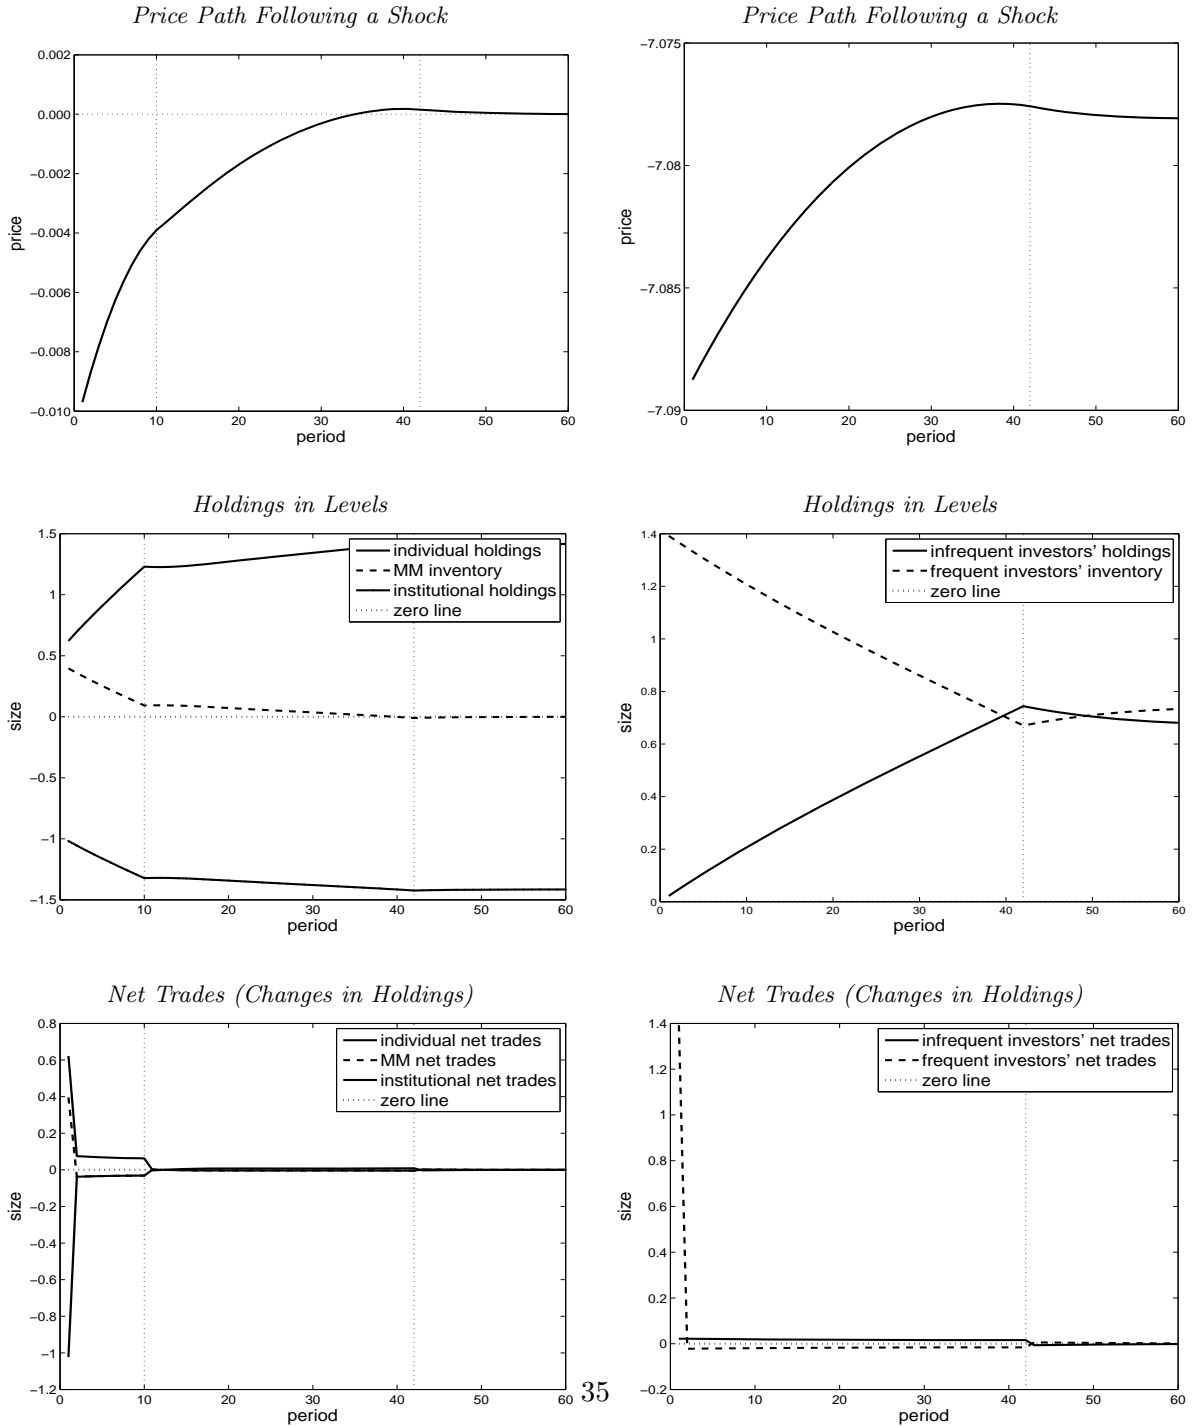 Price Path Following a Shock
Price Path Following a Shock
0.002
0.000
−0.002
−0.004
−0.006
−0.008
−0.010
price
0 10 20 30 40 50 60
period
−7.075
−7.08
−7.085
−7.09
price
0 10 20 30 40 50 60
period
Holdings in Levels
Holdings in Levels
1.5
1
0.5
0
−0.5
−1
−1.5
size
individual holdings
MM inventory
institutional holdings
zero line
0 10 20 30 40 50 60
period
1.4
1.2
1
0.8
0.6
0.4
0.2
0
size
infrequent investors' holdings
frequent investors' inventory
zero line
0 10 20 30 40 50 60
period
Net Trades (Changes in Holdings)
Net Trades (Changes in Holdings)
0.8
0.6
0.4
0.2
0
−0.2
−0.4
−0.6
−0.8
−1
−1.2
size
individual net trades
MM net trades
institutional net trades
zero line
0 10 20 30 40 50 60
period
1.4
1.2
1
0.8
0.6
0.4
0.2
0
−0.2
size
infrequent investors' net trades
frequent investors' net trades
zero line
0 10 20 30 40 50 60
period
35